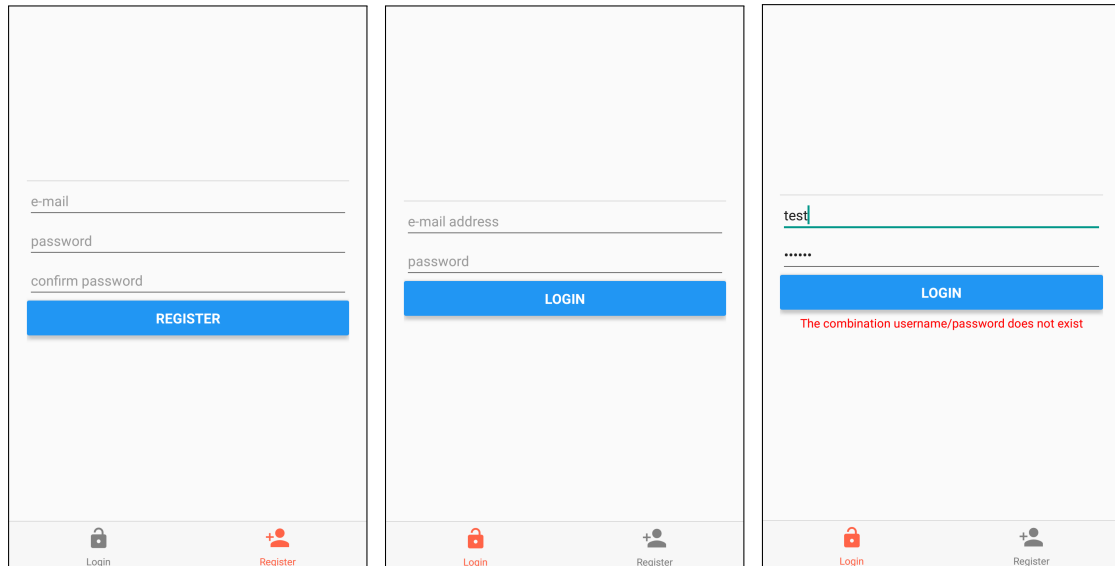 e-mail
password
confirm password
REGISTER
Login
Register
e-mail address
password
LOGIN
Login
Register
test
••••••
LOGIN
The combination username/password does not exist
Login
Register